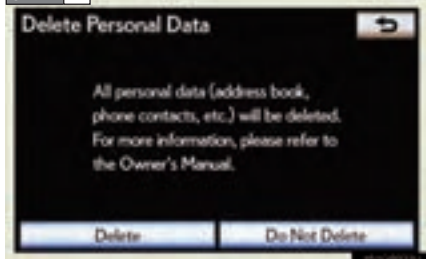 Delete Personal Data
All personal data (address book,
phone contacts, etc.) will be deleted.
For more information, please refer to
the Owner's Manual.
Delete
Do Not Delete